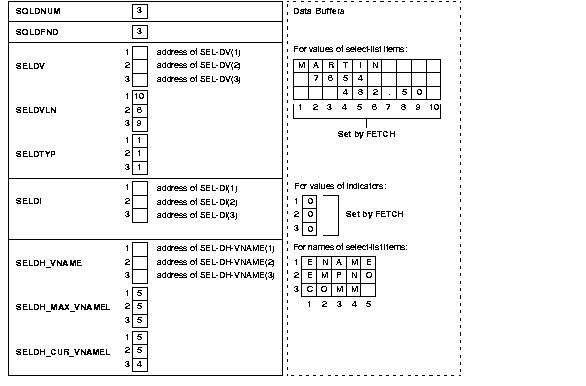 SQLDNUM 3
SQLDFND 3
SELDV
1 address of SEL-DV(1)
2 address of SEL-DV(2)
3 address of SEL-DV(3)
SELDVLN
1 10
2 6
3 9
SELDTYP
1 1
2 1
3 1
SELDI
1 address of SEL-DI(1)
2 address of SEL-DI(2)
3 address of SEL-DI(3)
SELDH_VNAME
1 address of SEL-DH-VNAME(1)
2 address of SEL-DH-VNAME(2)
3 address of SEL-DH-VNAME(3)
SELDH_MAX_VNAMEL
1 5
2 5
3 5
SELDH_CUR_VNAMEL
1 5
2 5
3 4
Data Buffers
For values of select-list items:
M A R T I N
7 6 5 4
4 8 2 . 5 0
1 2 3 4 5 6 7 8 9 10
Set by FETCH
For values of indicators:
1 0
2 0
3 0
Set by FETCH
For names of select-list items:
1 E N A M E
2 E M P N O
3 C O M M
1 2 3 4 5